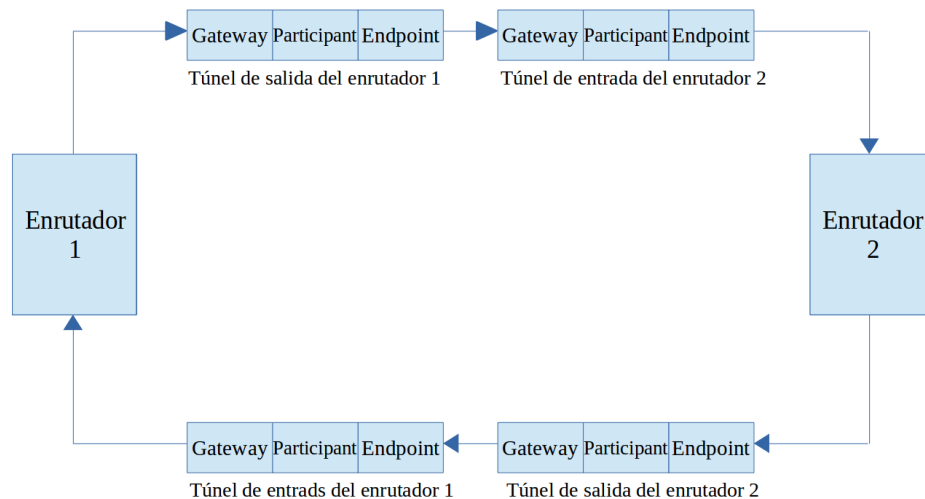 Gateway Participant Endpoint Gateway Participant Endpoint
Túnel de salida del enrutador 1 Túnel de entrada del enrutador 2
Enrutador
1
Enrutador
2
Gateway Participant Endpoint Gateway Participant Endpoint
Túnel de entrads del enrutador 1 Túnel de salida del enrutador 2